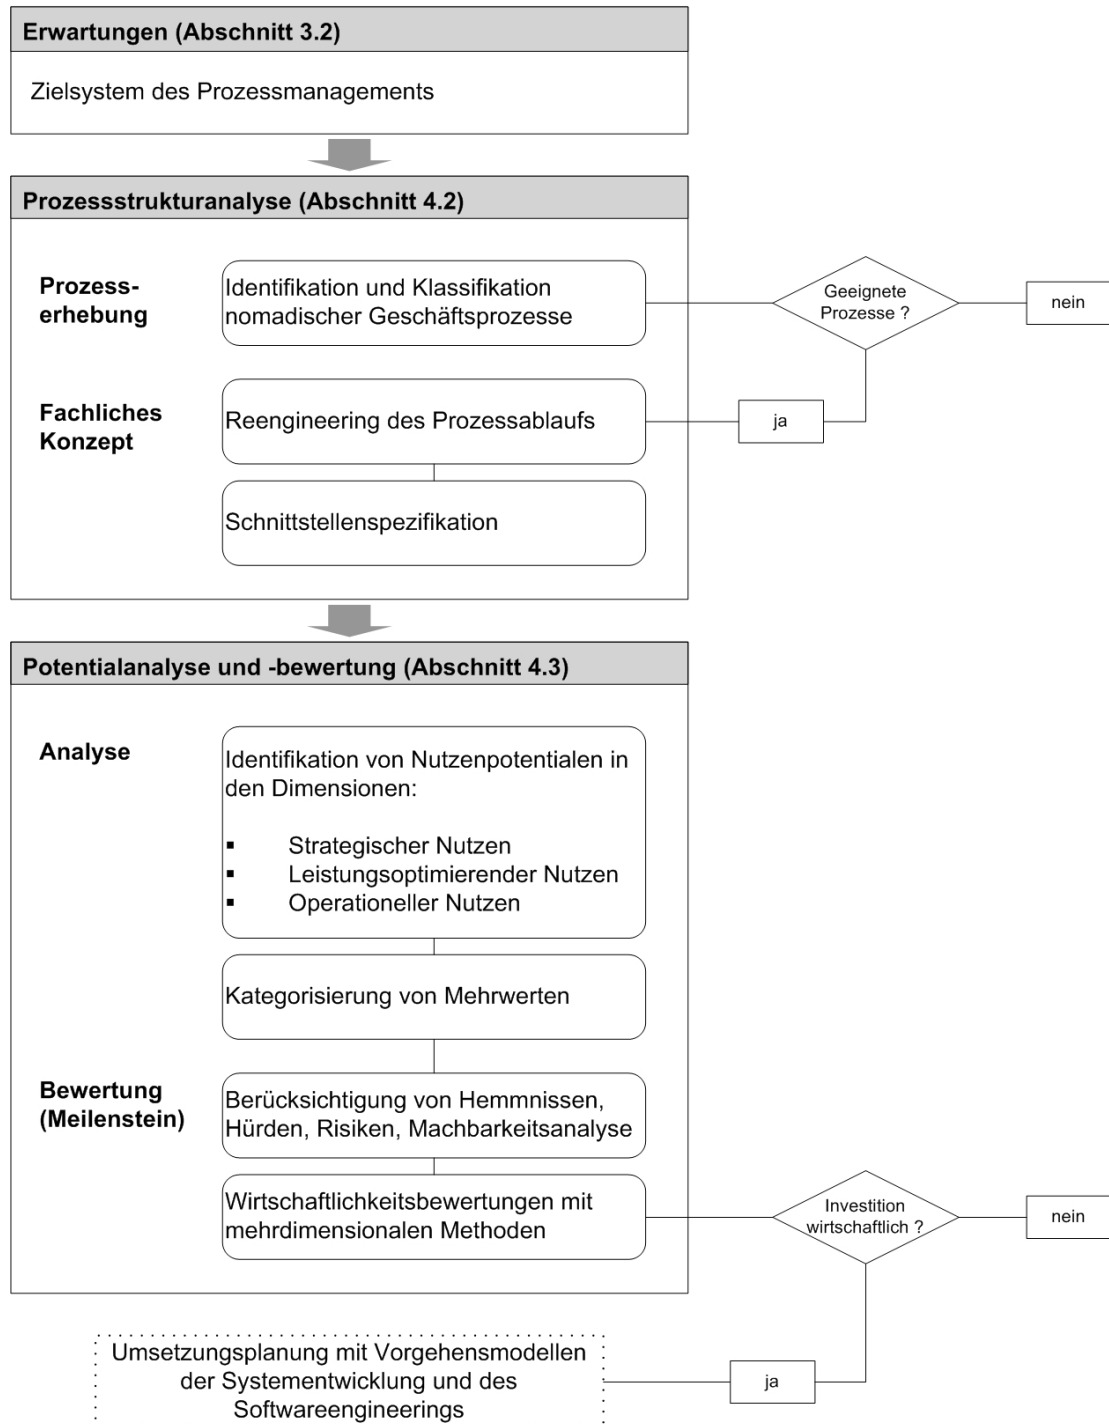 Erwartungen (Abschnitt 3.2)
Zielsystem des Prozessmanagements
Prozessstrukturanalyse (Abschnitt 4.2)
Prozess-
erhebung
Identifikation und Klassifikation
nomadischer Geschäftsprozesse
Geeignete
Prozesse ?
nein
Fachliches
Konzept
Reengineering des Prozessablaufs
ja
Schnittstellenspezifikation
Potentialanalyse und -bewertung (Abschnitt 4.3)
Analyse
Identifikation von Nutzenpotentialen in
den Dimensionen:
▪ Strategischer Nutzen
▪ Leistungsoptimierender Nutzen
▪ Operationeller Nutzen
Kategorisierung von Mehrwerten
Bewertung
(Meilenstein)
Berücksichtigung von Hemmnissen,
Hürden, Risiken, Machbarkeitsanalyse
Wirtschaftlichkeitsbewertungen mit
mehrdimensionalen Methoden
Investition
wirtschaftlich ?
nein
Umsetzungsplanung mit Vorgehensmodellen
der Systementwicklung und des
Softwareengineerings
ja